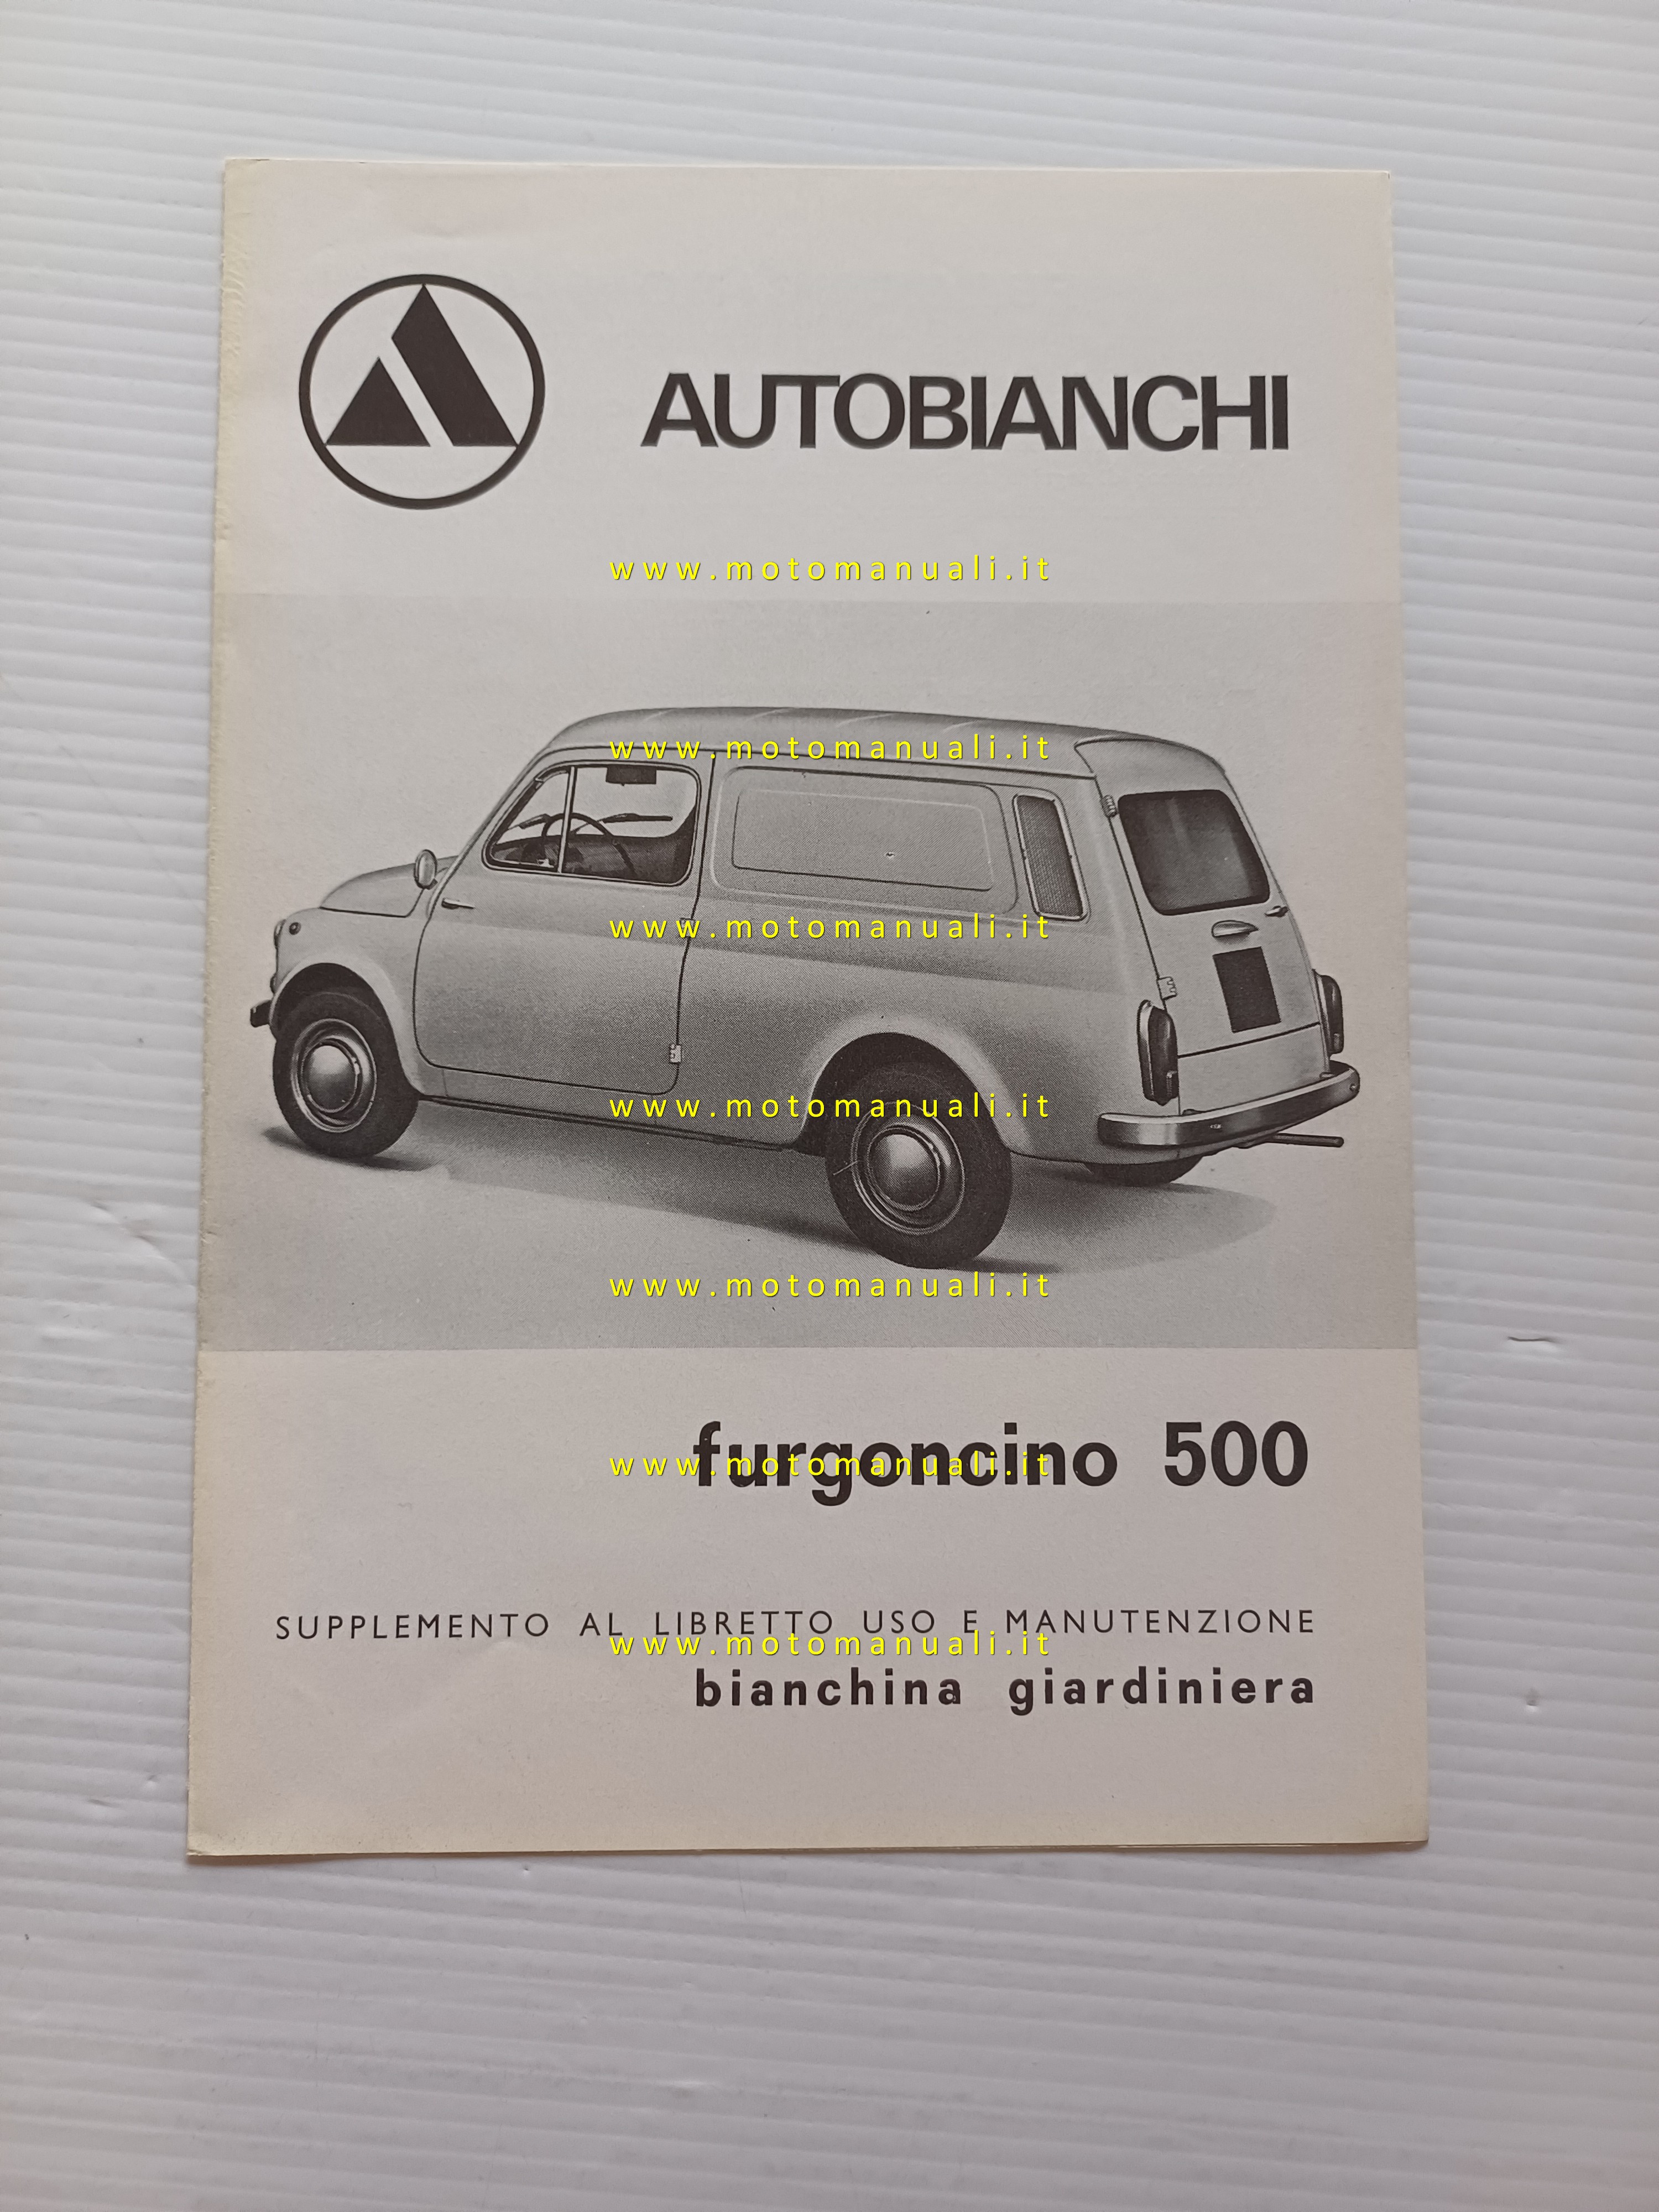 AUTOBIANCHI
www.motomanuali.it
www.motomanuali.it
www.motomanuali.it
www.motomanuali.it
www.motomanuali.it
furgoncino 500
www.motomanuali.it
SUPPLEMENTO AL LIBRETTO USO E MANUTENZIONE
www.motomanuali.it
bianchina giardiniera